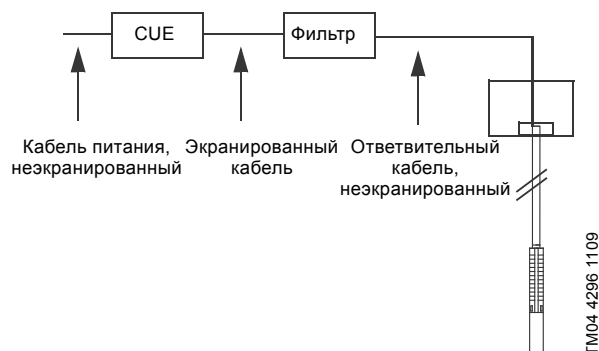 CUE
Фильтр
Кабель питания,
неэкранированный
Экранированный
кабель
Ответвительный
кабель,
неэкранированный
TM04 4296 1109